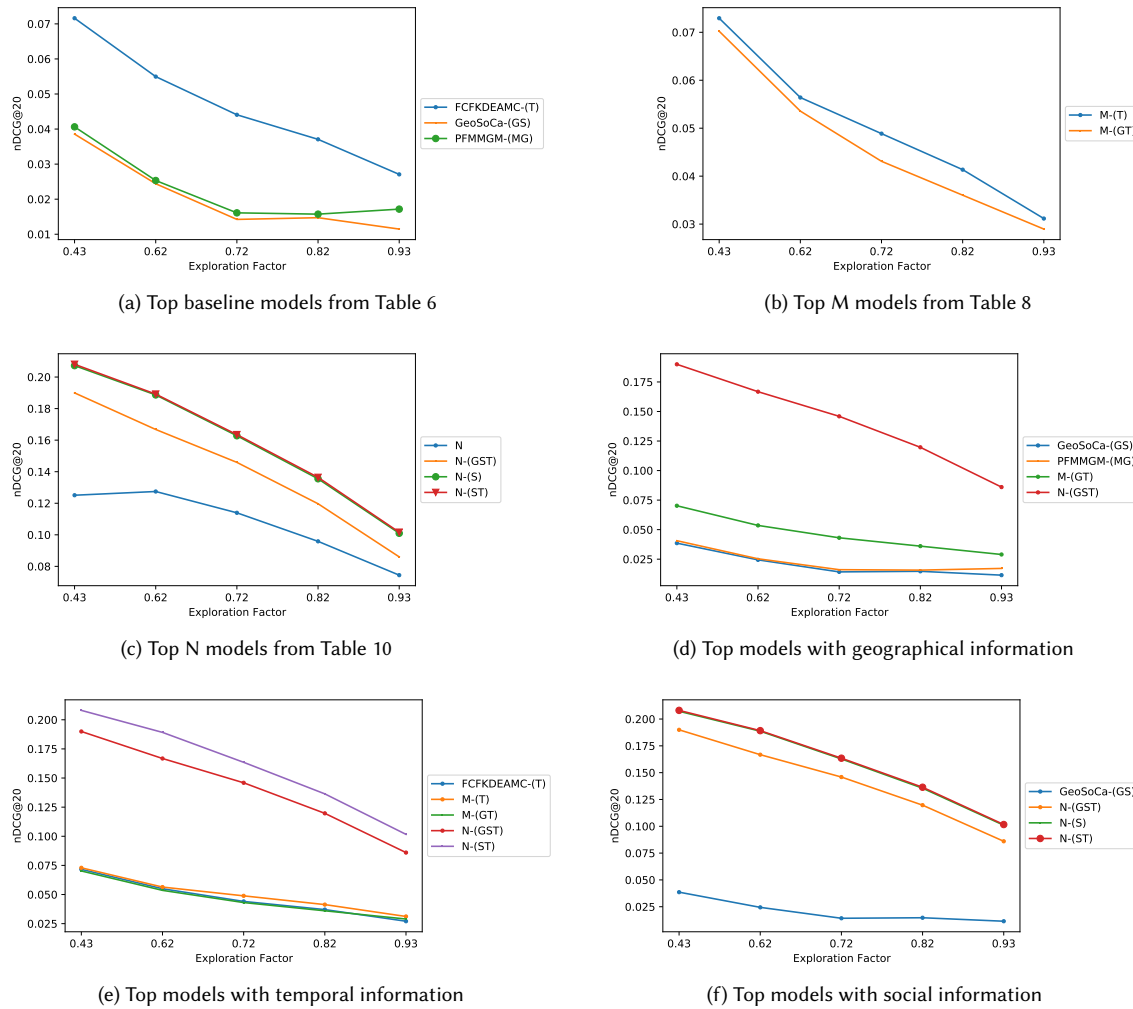 0.07
0.06
0.05
0.04
0.03
0.02
0.01
nDCG@20
0.43 0.62 0.72 0.82 0.93
Exploration Factor
FCFKDEAMC-(T)
GeoSoCa-(GS)
PFMMGM-(MG)
(a) Top baseline models from Table 6
0.07
0.06
0.05
0.04
0.03
nDCG@20
0.43 0.62 0.72 0.82 0.93
Exploration Factor
M-(T)
M-(GT)
(b) Top M models from Table 8
0.20
0.18
0.16
0.14
0.12
0.10
0.08
nDCG@20
0.43 0.62 0.72 0.82 0.93
Exploration Factor
N
N-(GST)
N-(S)
N-(ST)
(c) Top N models from Table 10
0.175
0.150
0.125
0.100
0.075
0.050
0.025
nDCG@20
0.43 0.62 0.72 0.82 0.93
Exploration Factor
GeoSoCa-(GS)
PFMMGM-(MG)
M-(GT)
N-(GST)
(d) Top models with geographical information
0.200
0.175
0.150
0.125
0.100
0.075
0.050
0.025
nDCG@20
0.43 0.62 0.72 0.82 0.93
Exploration Factor
FCFKDEAMC-(T)
M-(T)
M-(GT)
N-(GST)
N-(ST)
(e) Top models with temporal information
0.200
0.175
0.150
0.125
0.100
0.075
0.050
0.025
nDCG@20
0.43 0.62 0.72 0.82 0.93
Exploration Factor
GeoSoCa-(GS)
N-(GST)
N-(S)
N-(ST)
(f) Top models with social information